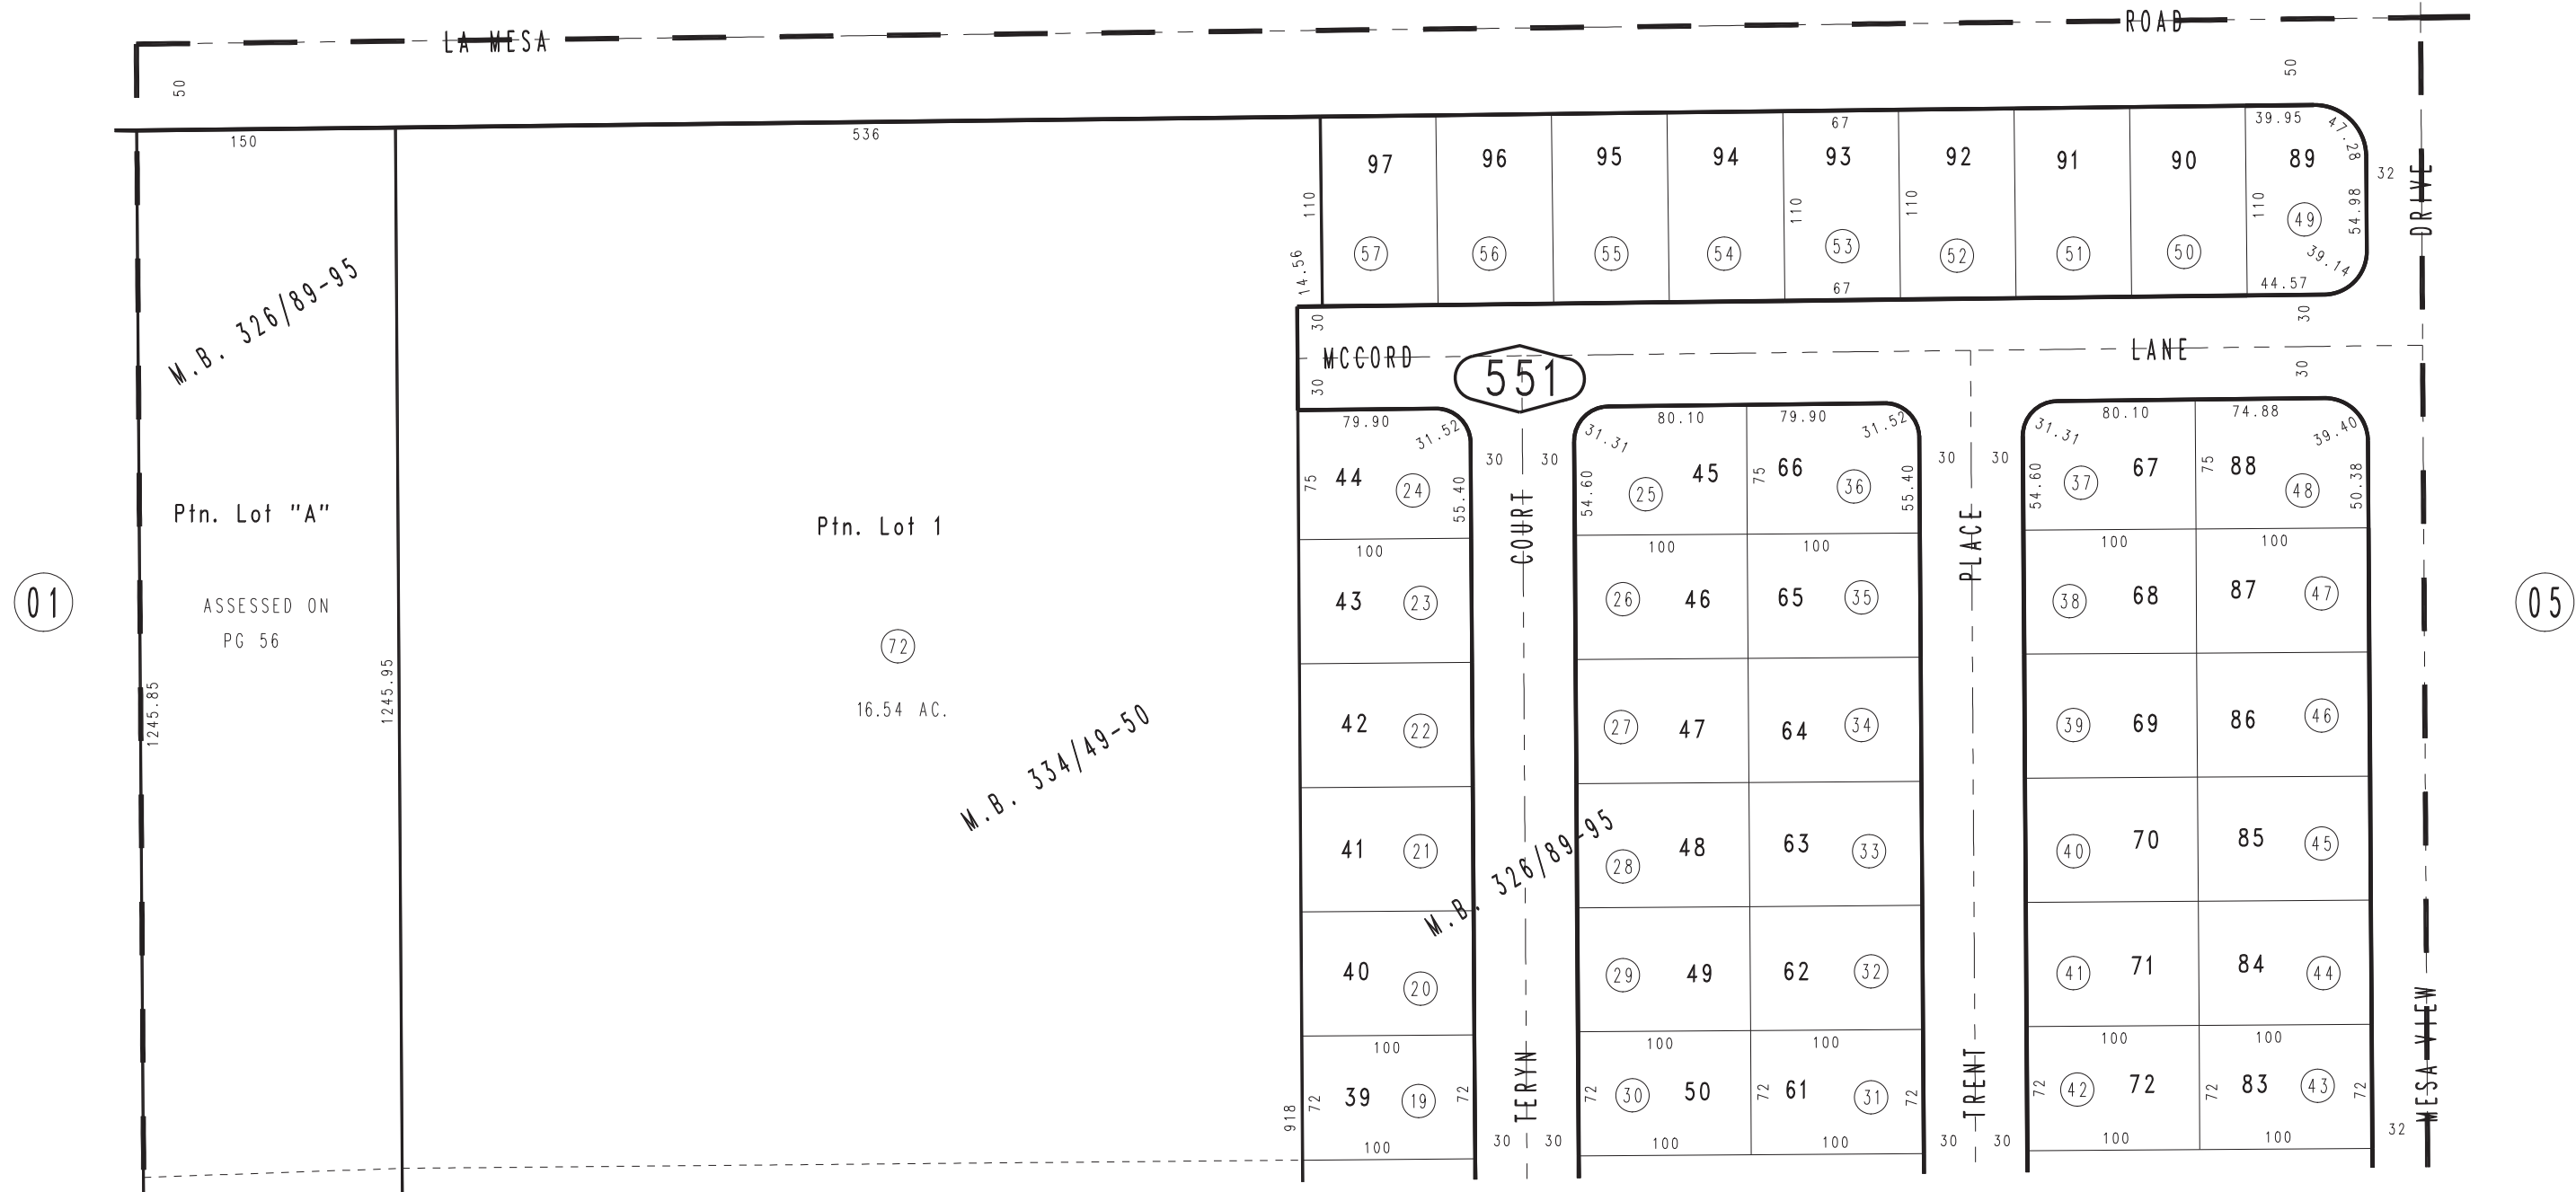 LA MESA ROAD
50 50
150 536
97 96 95 94 93 92 91 90 89
67 39.95 47.28
32
110 110 110 110 54.98
57 56 55 54 53 52 51 50 49
39.14
14.56 67 44.57
DRIVE
M.B. 326/89-95
30 30
MCCORD LANE
551
30 30
79.90 31.52 31.31 80.10 79.90 31.52 31.31 80.10 74.88 39.40
30 30 30 30
75 44 24 55.40 54.60 25 45 75 66 36 55.40 54.60 37 67 75 88 48 50.38
Ptn. Lot "A"
Ptn. Lot 1
COURT PLACE
100 100 100 100 100
01 05
43 23 26 46 65 35 38 68 87 47
ASSESSED ON
PG 56
72
16.54 AC.
1245.85 1245.95
42 22 27 47 64 34 39 69 86 46
M.B. 334/49-50
41 21 28 48 63 33 40 70 85 45
M.B. 326/89-95
40 20 29 49 62 32 41 71 84 44
100 100 100 100 100
TERYN TRENT MESA VIEW
918 72 39 19 72 72 30 50 72 61 31 72 72 42 72 72 83 43 72
30 30 30 30 32
100 100 100 100 100